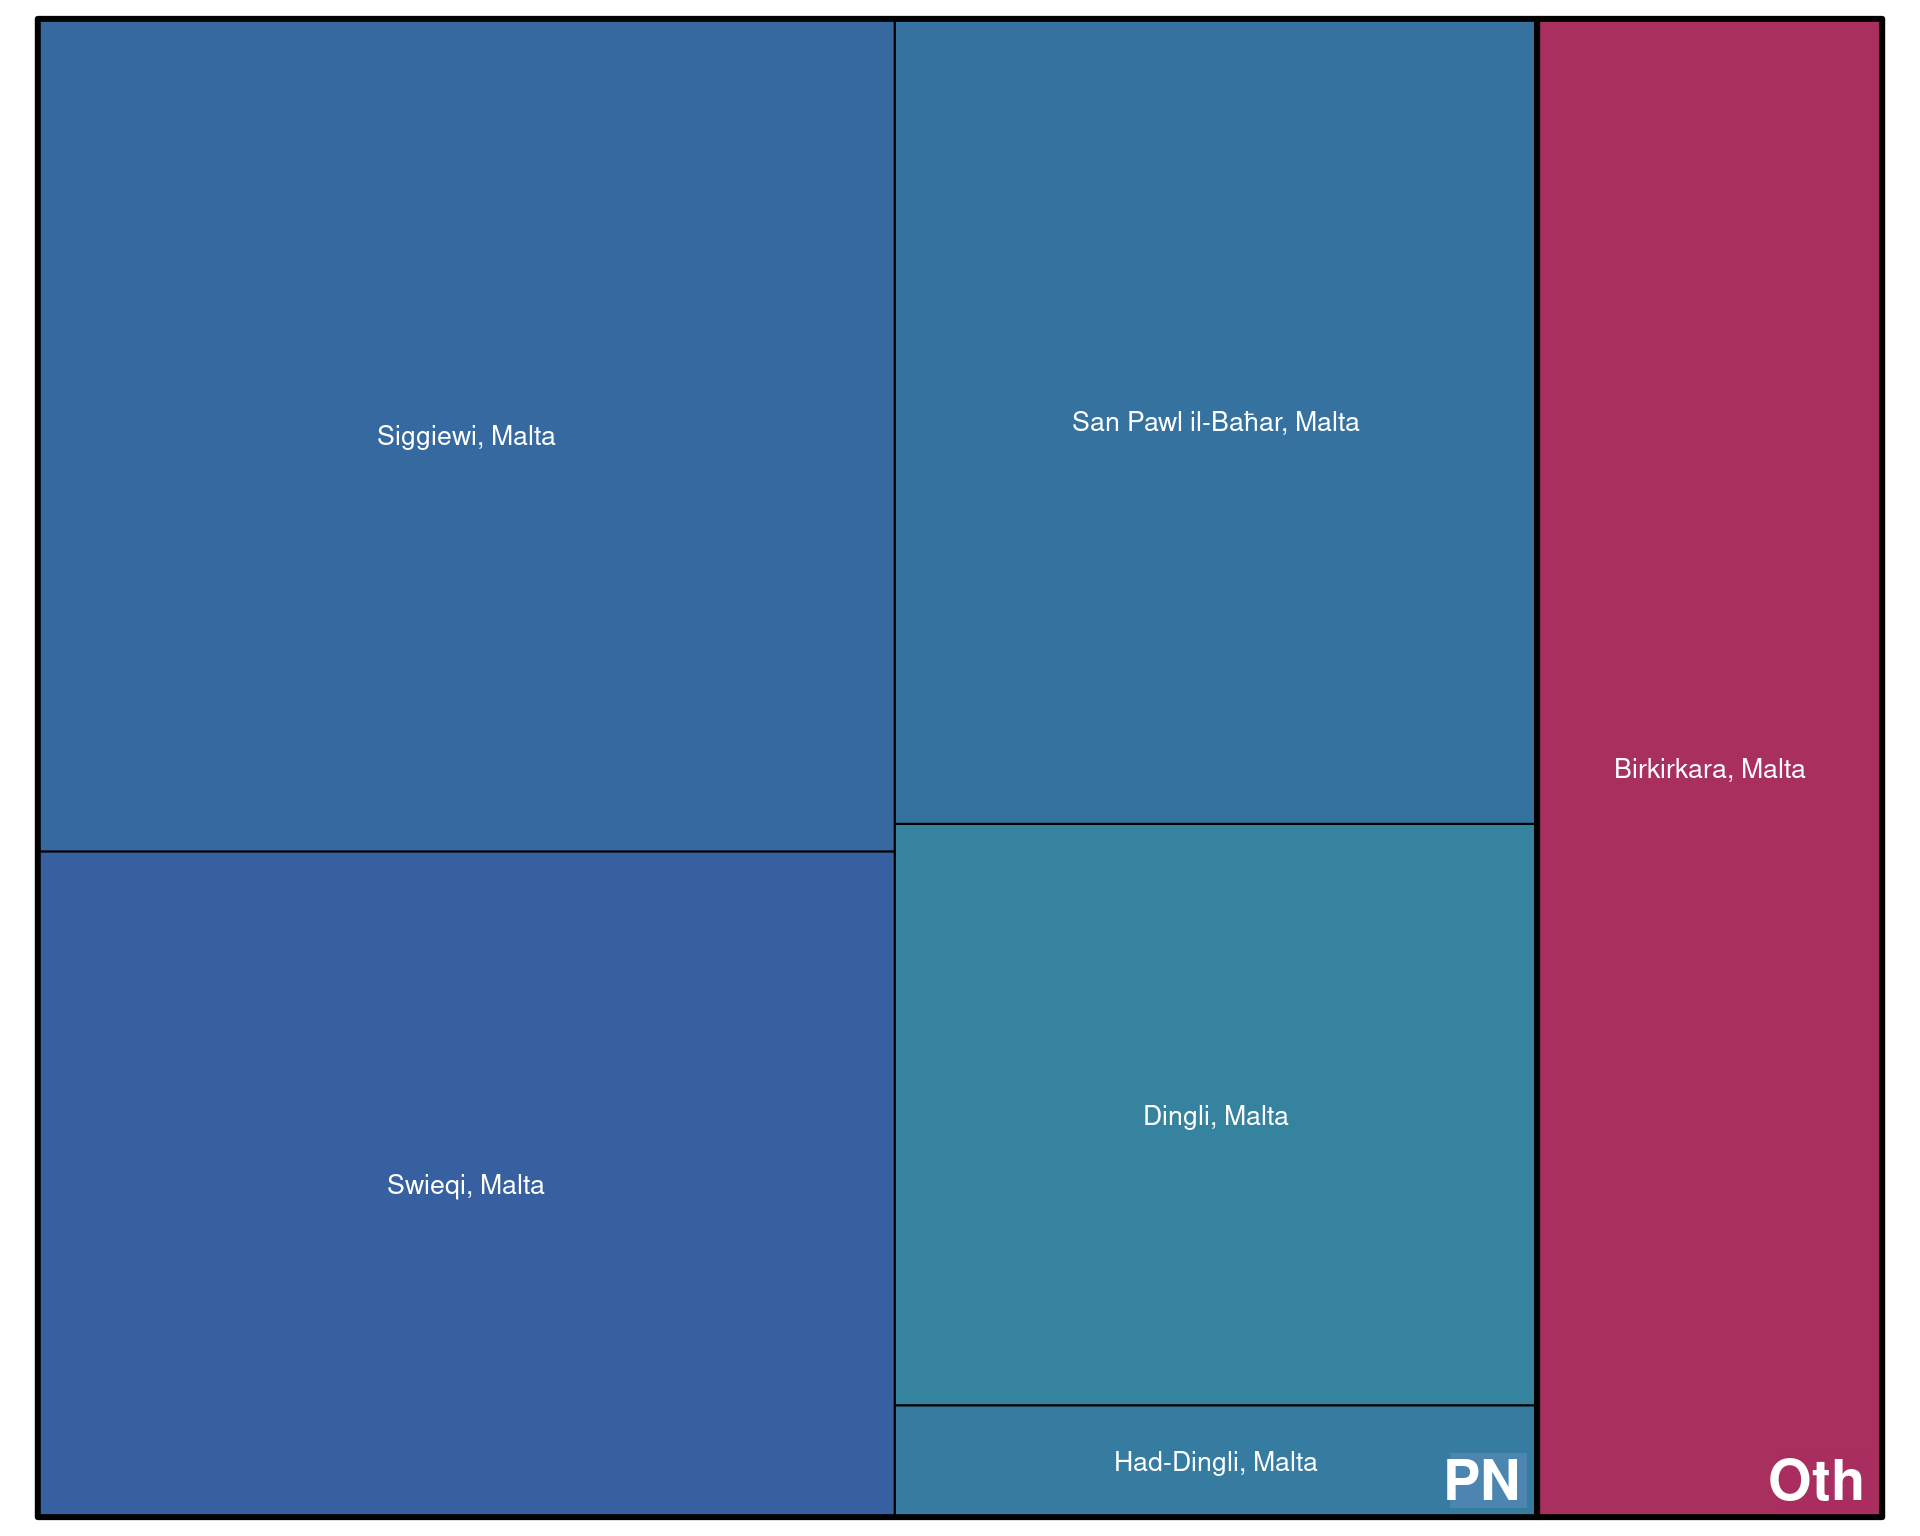 Siggiewi, Malta
San Pawl il-Baħar, Malta
Birkirkara, Malta
Dingli, Malta
Swieqi, Malta
Had-Dingli, Malta
PN
Oth